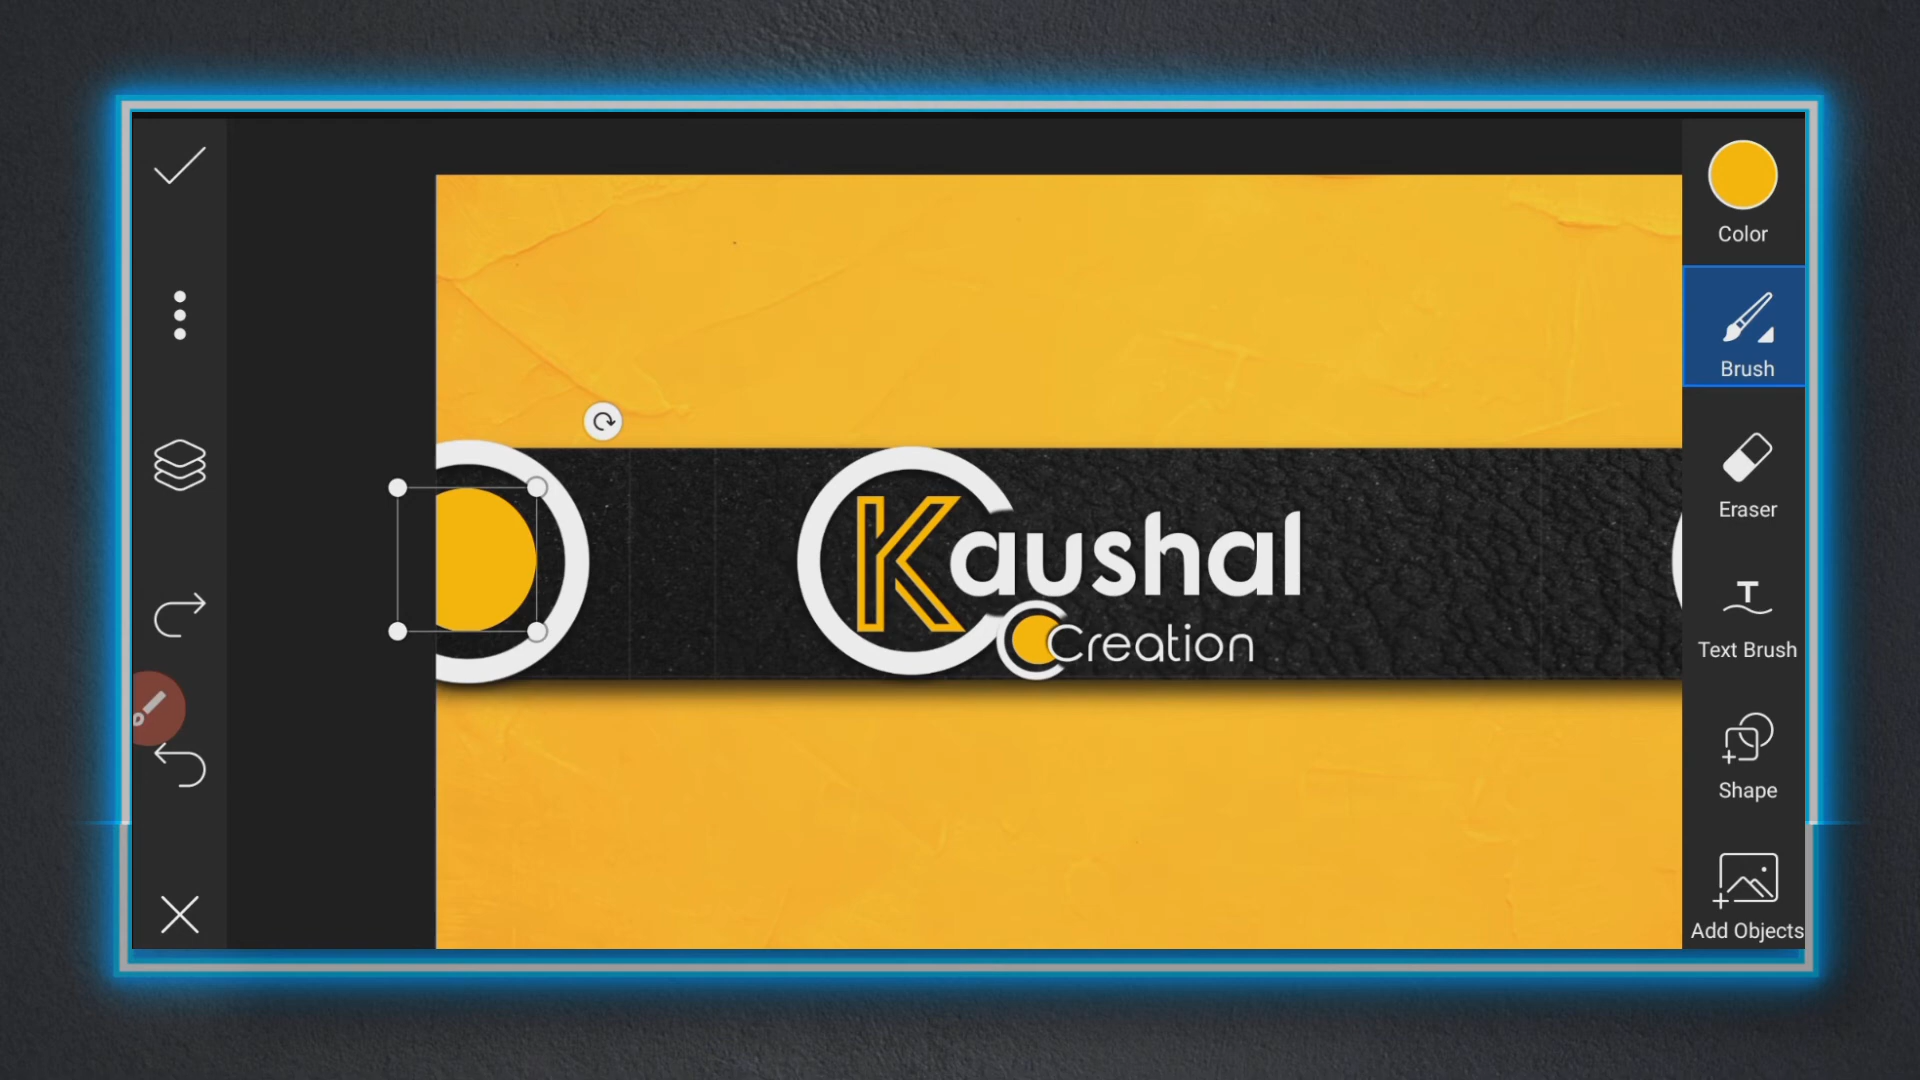 Color
Brush
Eraser
Text Brush
Shape
Add Objects
Kaushal
Creation